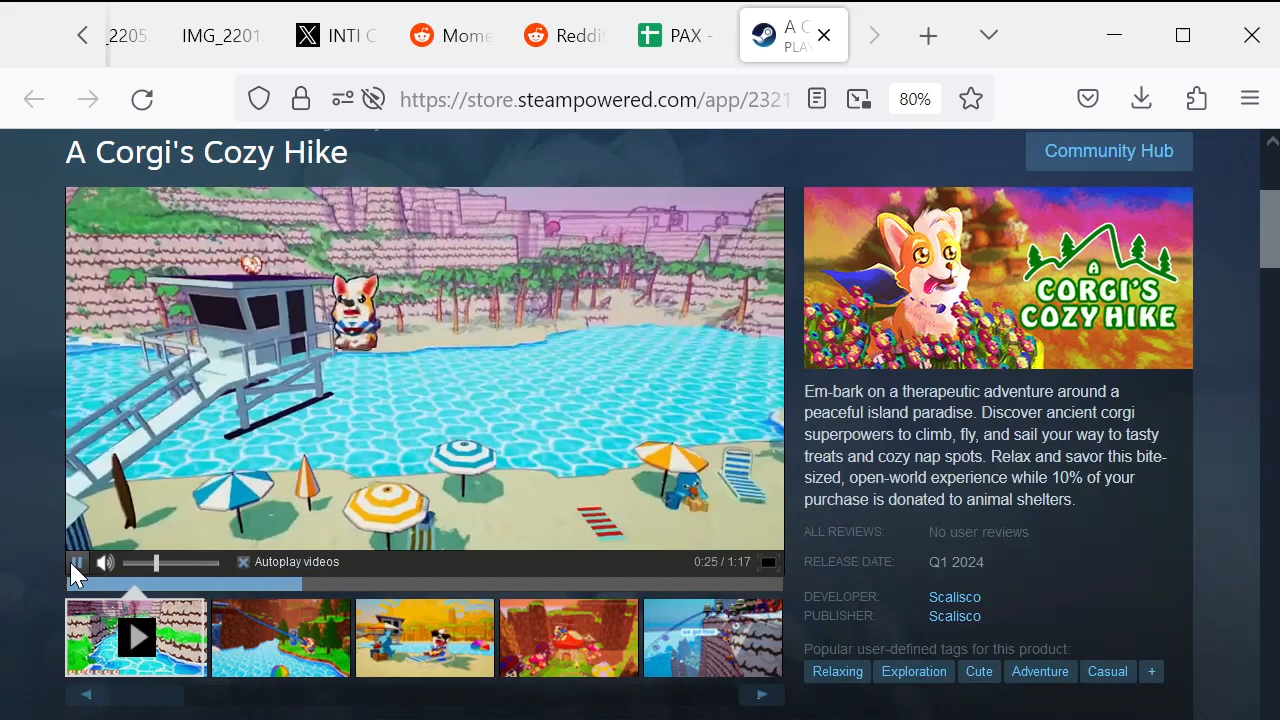 _2205.
IMG_2201.
INTI C
Mome
Reddit
PAX -
A C
PLA
https://store.steampowered.com/app/2321
80%
A Corgi's Cozy Hike
Community Hub
A
CORGI'S
COZY HIKE
Em-bark on a therapeutic adventure around a
peaceful island paradise. Discover ancient corgi
superpowers to climb, fly, and sail your way to tasty
treats and cozy nap spots. Relax and savor this bite-
sized, open-world experience while 10% of your
purchase is donated to animal shelters.
ALL REVIEWS: No user reviews
RELEASE DATE: Q1 2024
DEVELOPER: Scalisco
PUBLISHER: Scalisco
Popular user-defined tags for this product:
Relaxing Exploration Cute Adventure Casual +
Autoplay videos 0:25 / 1:17